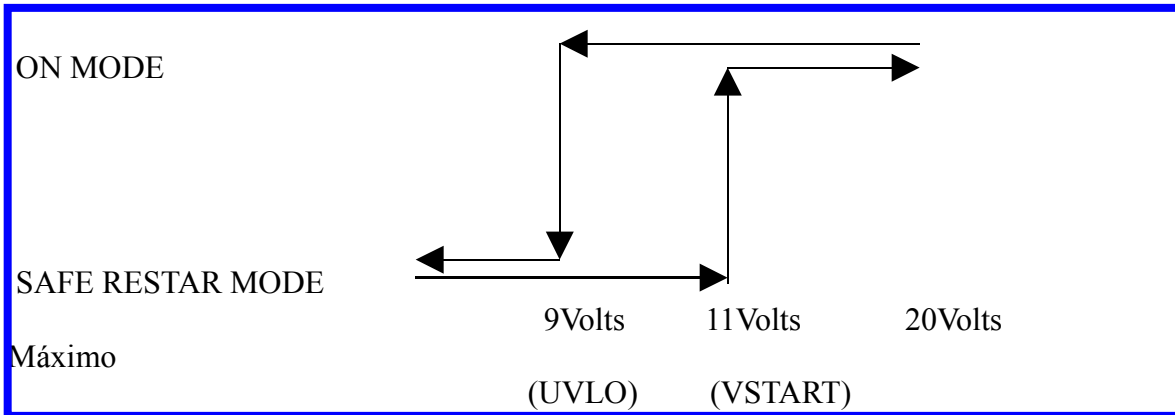 ON MODE
SAFE RESTAR MODE
9Volts 11Volts 20Volts
Máximo
(UVLO) (VSTART)